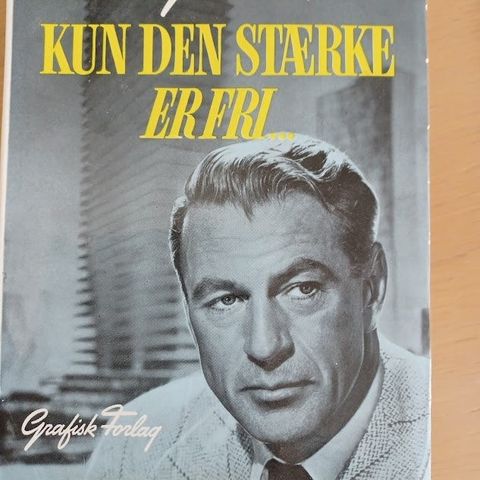 KUN DEN STÆRKE
ER FRI...
Grafisk Forlag